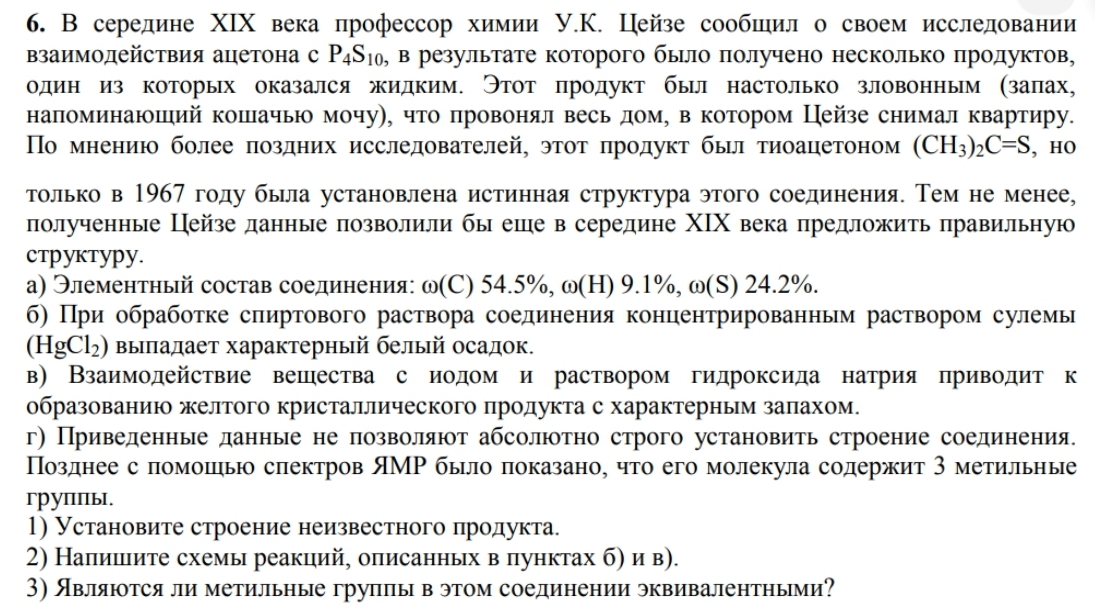 6. В середине XIX века профессор химии У.К. Цейзе сообщил о своем исследовании
взаимодействия ацетона с P₄S₁₀, в результате которого было получено несколько продуктов,
один из которых оказался жидким. Этот продукт был настолько зловонным (запах,
напоминающий кошачью мочу), что провонял весь дом, в котором Цейзе снимал квартиру.
По мнению более поздних исследователей, этот продукт был тиоацетоном (CH₃)₂C=S, но
только в 1967 году была установлена истинная структура этого соединения. Тем не менее,
полученные Цейзе данные позволили бы еще в середине XIX века предложить правильную
структуру.
а) Элементный состав соединения: ω(C) 54.5%, ω(H) 9.1%, ω(S) 24.2%.
б) При обработке спиртового раствора соединения концентрированным раствором сулемы
(HgCl₂) выпадает характерный белый осадок.
в) Взаимодействие вещества с иодом и раствором гидроксида натрия приводит к
образованию желтого кристаллического продукта с характерным запахом.
г) Приведенные данные не позволяют абсолютно строго установить строение соединения.
Позднее с помощью спектров ЯМР было показано, что его молекула содержит 3 метильные
группы.
1) Установите строение неизвестного продукта.
2) Напишите схемы реакций, описанных в пунктах б) и в).
3) Являются ли метильные группы в этом соединении эквивалентными?